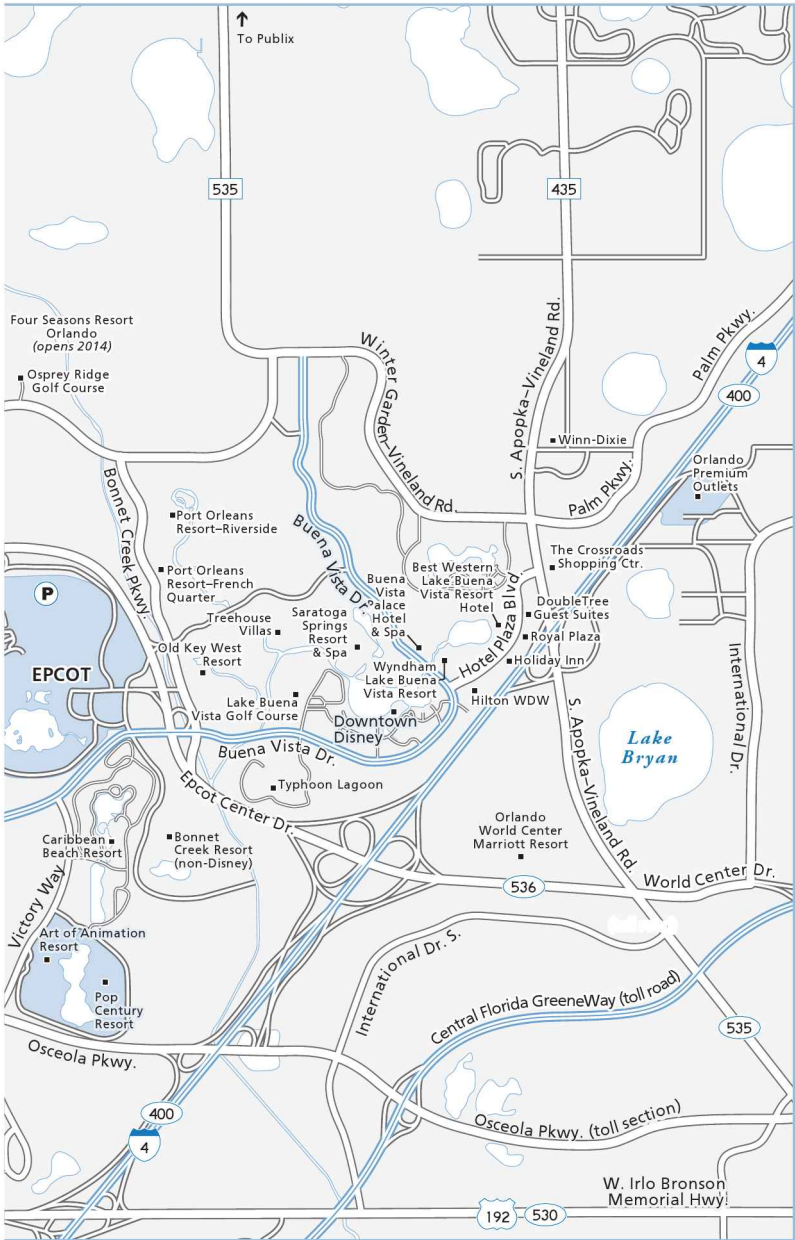 To Publix
535
435
Four Seasons Resort
Orlando
(opens 2014)
Osprey Ridge
Golf Course
Winter Garden–Vineland Rd.
S. Apopka–Vineland Rd.
Palm Pkwy.
4
400
Winn-Dixie
Orlando
Premium
Outlets
Palm Pkwy.
Bonnet Creek Pkwy.
Port Orleans
Resort–Riverside
Buena Vista Dr.
Port Orleans
Resort–French
Quarter
The Crossroads
Shopping Ctr.
Best Western
Lake Buena
Vista Resort
Hotel
Buena
Vista
Palace
Hotel
& Spa
Hotel Plaza Blvd.
DoubleTree
Guest Suites
Royal Plaza
Holiday Inn
P
EPCOT
Treehouse
Villas
Saratoga
Springs
Resort
& Spa
Old Key West
Resort
Wyndham
Lake Buena
Vista Resort
Hilton WDW
Lake Buena
Vista Golf Course
Downtown
Disney
International Dr.
Lake
Bryan
Buena Vista Dr.
S. Apopka–Vineland Rd.
Typhoon Lagoon
Epcot Center Dr.
Orlando
World Center
Marriott Resort
Caribbean
Beach Resort
Bonnet
Creek Resort
(non-Disney)
536
World Center Dr.
Victory Way
Art of Animation
Resort
Pop
Century
Resort
International Dr. S.
Central Florida GreeneWay (toll road)
535
Osceola Pkwy.
400
4
Osceola Pkwy. (toll section)
W. Irlo Bronson
Memorial Hwy.
192
530